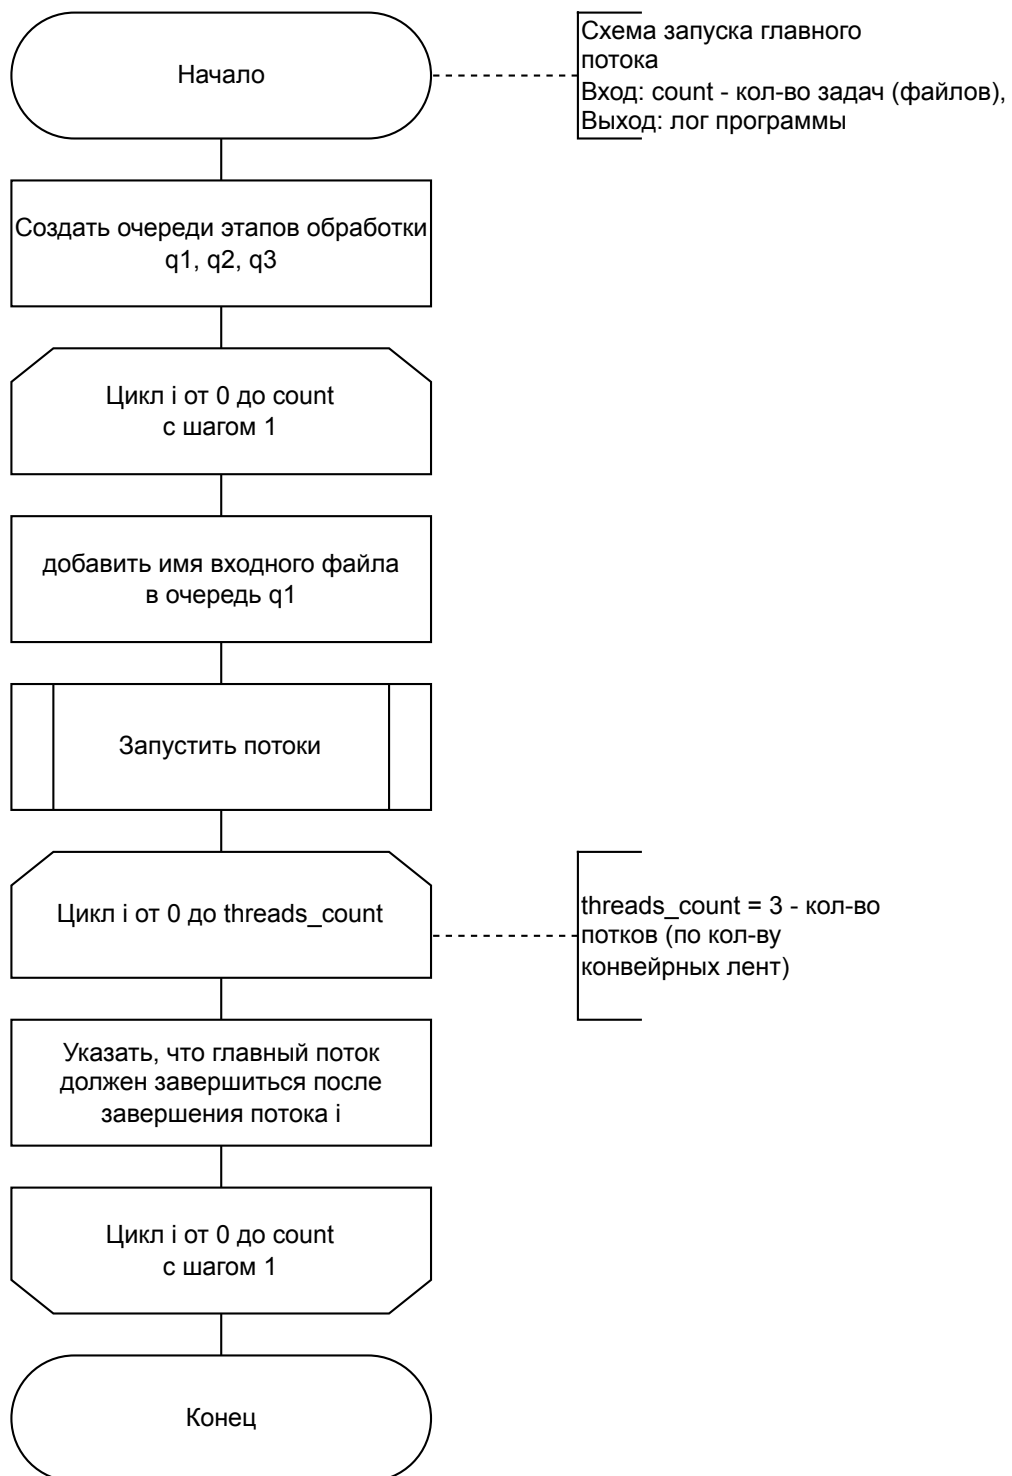 Начало
Схема запуска главного
потока
Вход: count - кол-во задач (файлов),
Выход: лог программы
Создать очереди этапов обработки
q1, q2, q3
Цикл i от 0 до count
с шагом 1
добавить имя входного файла
в очередь q1
Запустить потоки
Цикл i от 0 до threads_count
threads_count = 3 - кол-во
потков (по кол-ву
конвейрных лент)
Указать, что главный поток
должен завершиться после
завершения потока i
Цикл i от 0 до count
с шагом 1
Конец